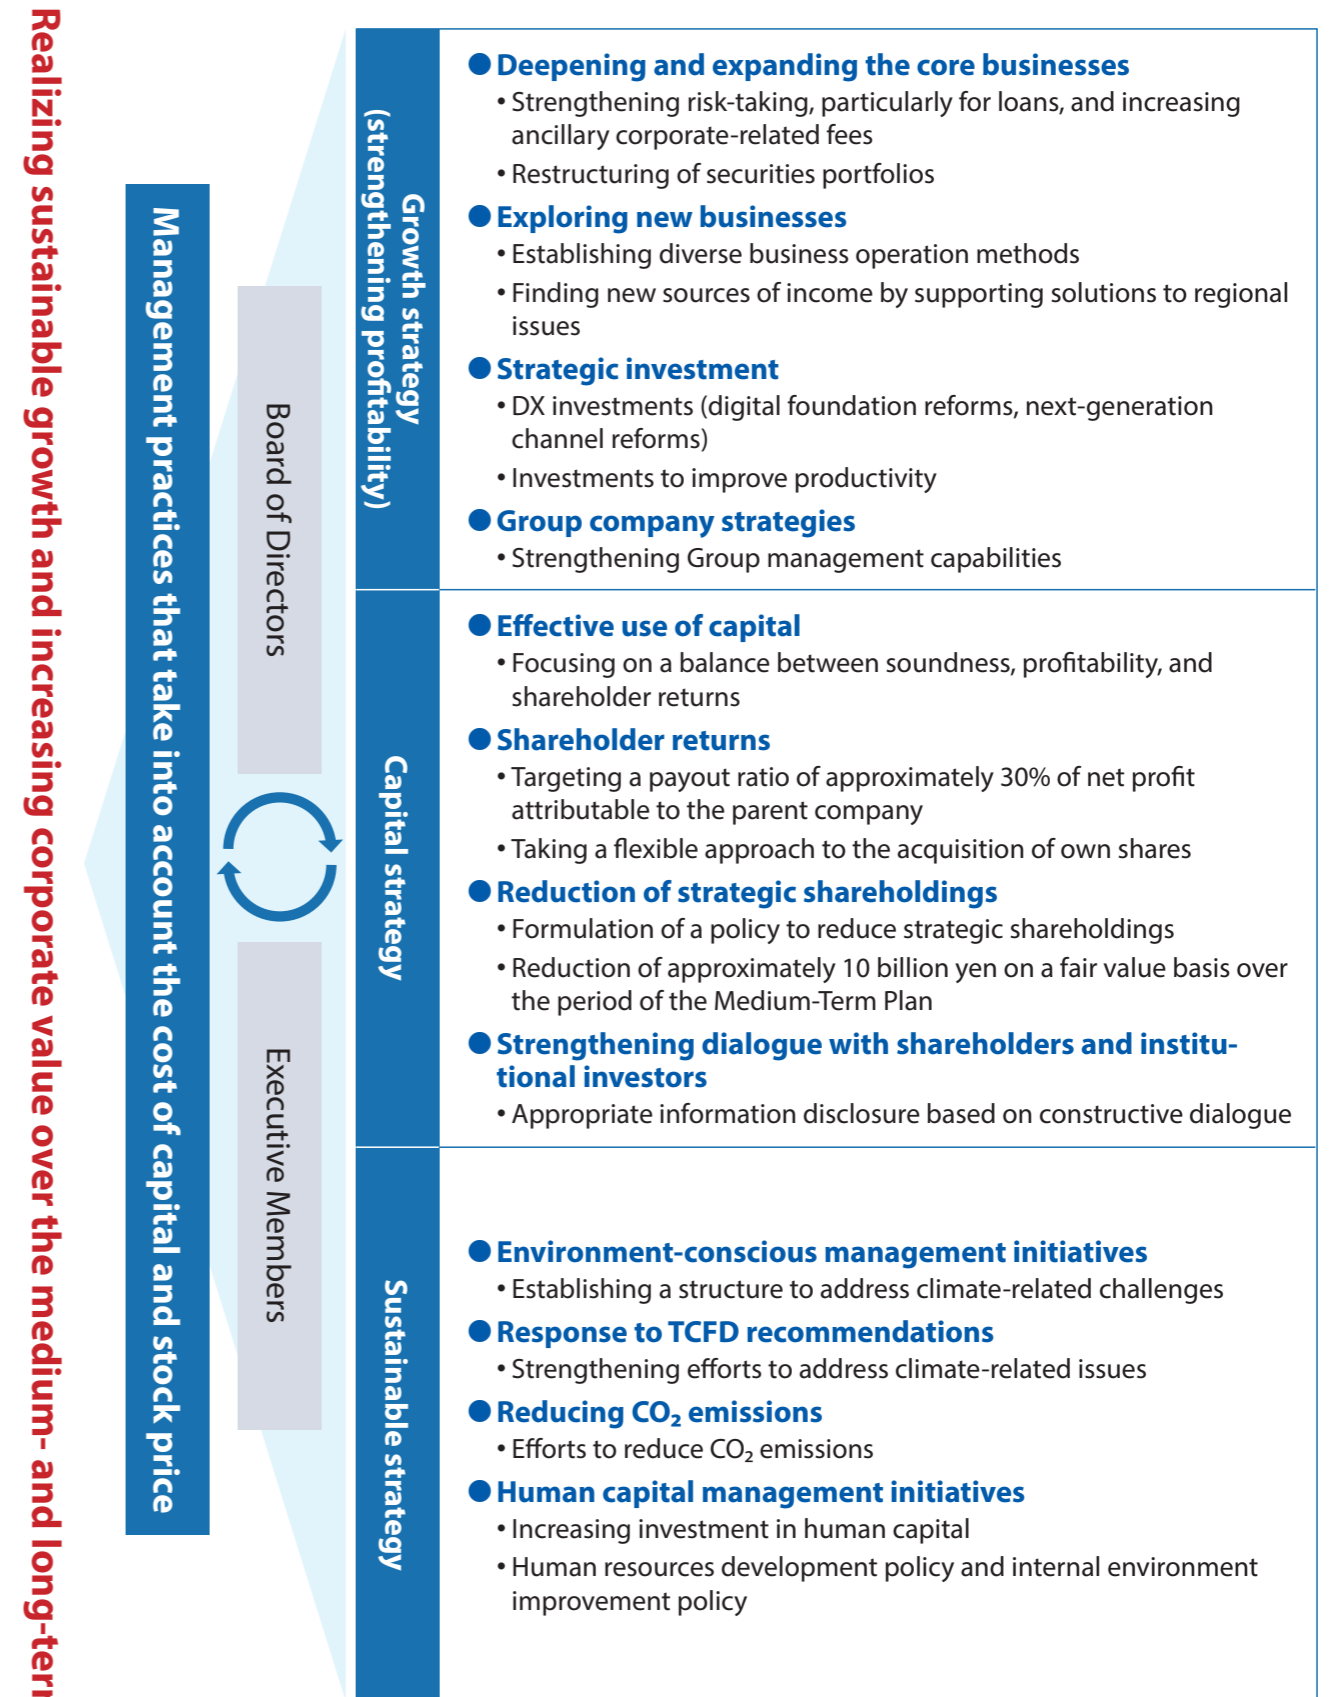 Realizing sustainable growth and increasing corporate value over the medium- and
Management practices that take into account the cost of capital and stock price
Board of Directors
Executive Members
Growth strategy
(strengthening profitability)
● Deepening and expanding the core businesses
• Strengthening risk-taking, particularly for loans, and increasing
ancillary corporate-related fees
• Restructuring of securities portfolios
● Exploring new businesses
• Establishing diverse business operation methods
• Finding new sources of income by supporting solutions to regional
issues
● Strategic investment
• DX investments (digital foundation reforms, next-generation
channel reforms)
• Investments to improve productivity
● Group company strategies
• Strengthening Group management capabilities
Capital strategy
● Effective use of capital
• Focusing on a balance between soundness, profitability, and
shareholder returns
● Shareholder returns
• Targeting a payout ratio of approximately 30% of net profit
attributable to the parent company
• Taking a flexible approach to the acquisition of own shares
● Reduction of strategic shareholdings
• Formulation of a policy to reduce strategic shareholdings
• Reduction of approximately 10 billion yen on a fair value basis over
the period of the Medium-Term Plan
● Strengthening dialogue with shareholders and institu-
tional investors
• Appropriate information disclosure based on constructive dialogue
Sustainable strategy
● Environment-conscious management initiatives
• Establishing a structure to address climate-related challenges
● Response to TCFD recommendations
• Strengthening efforts to address climate-related issues
● Reducing CO₂ emissions
• Efforts to reduce CO₂ emissions
● Human capital management initiatives
• Increasing investment in human capital
• Human resources development policy and internal environment
improvement policy